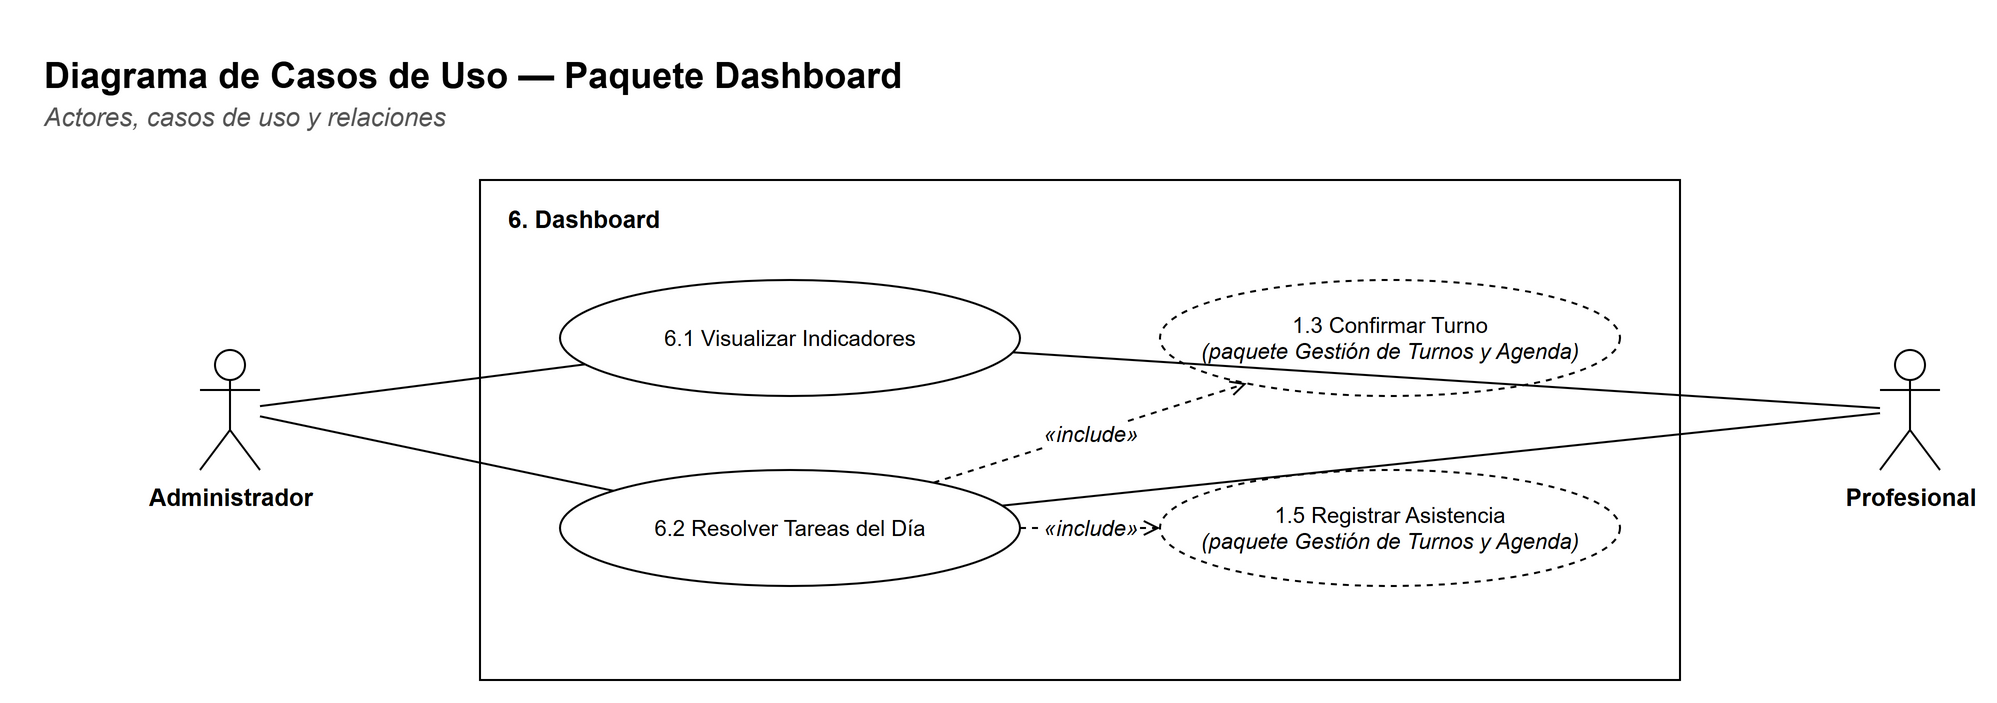 Diagrama de Casos de Uso — Paquete Dashboard
Actores, casos de uso y relaciones
6. Dashboard
6.1 Visualizar Indicadores
1.3 Confirmar Turno
(paquete Gestión de Turnos y Agenda)
«include»
Administrador
Profesional
6.2 Resolver Tareas del Día
«include»
1.5 Registrar Asistencia
(paquete Gestión de Turnos y Agenda)